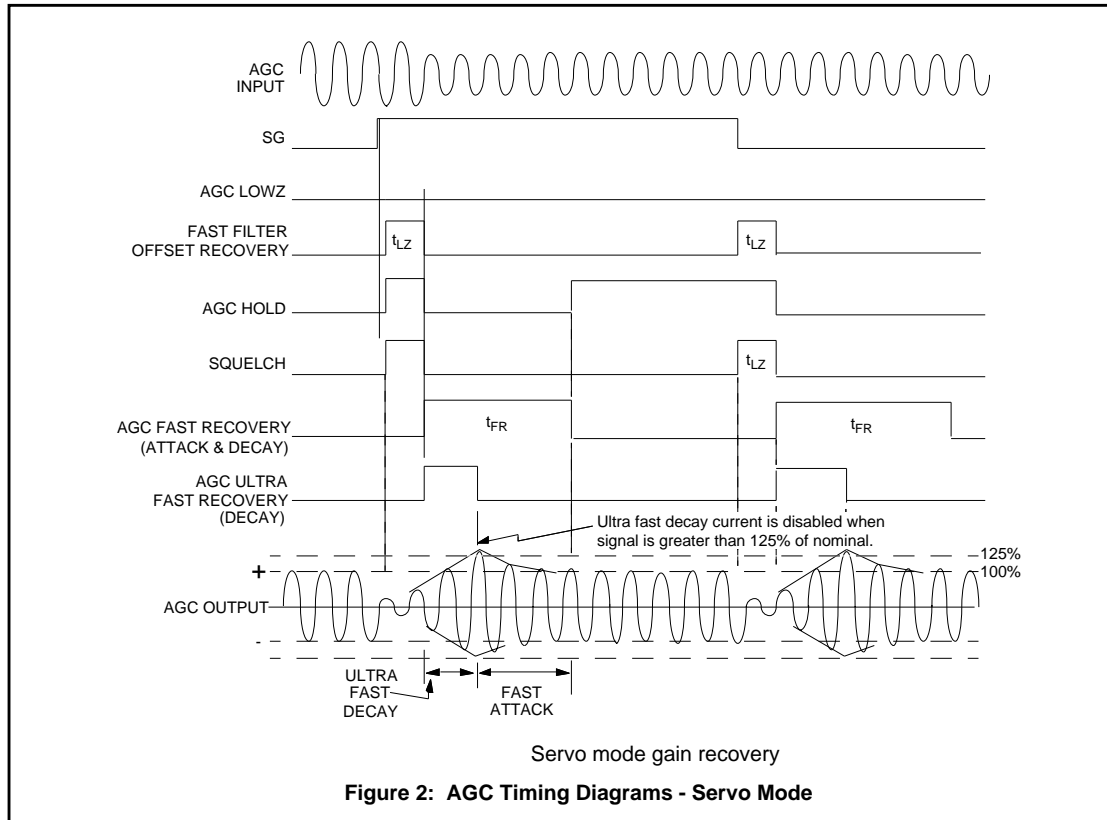 AGC
INPUT
SG
AGC LOWZ
FAST FILTER
OFFSET RECOVERY
tLZ
tLZ
AGC HOLD
SQUELCH
tLZ
AGC FAST RECOVERY
(ATTACK & DECAY)
tFR
tFR
AGC ULTRA
FAST RECOVERY
(DECAY)
Ultra fast decay current is disabled when
signal is greater than 125% of nominal.
125%
+
100%
AGC OUTPUT
-
ULTRA
FAST
DECAY
FAST
ATTACK
Servo mode gain recovery
Figure 2: AGC Timing Diagrams - Servo Mode